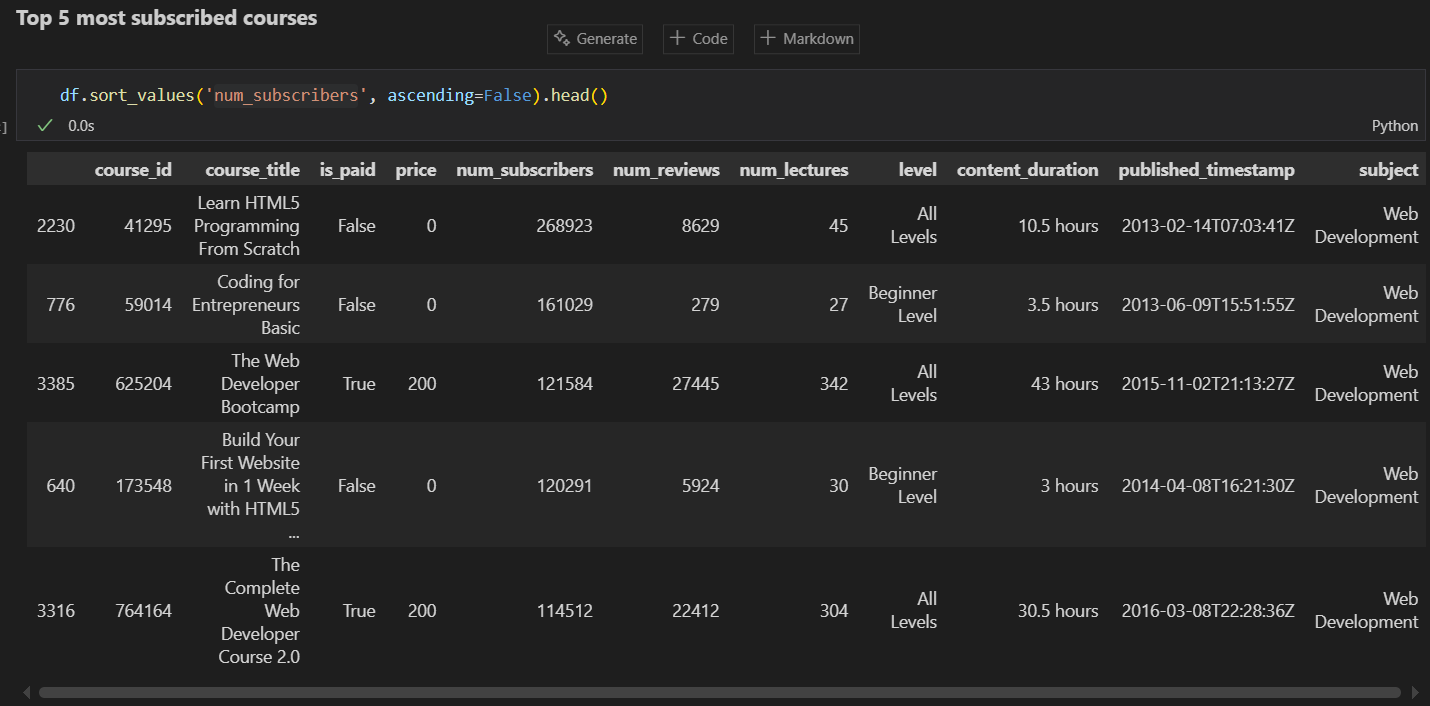 Top 5 most subscribed courses
Generate + Code + Markdown
df.sort_values('num_subscribers', ascending=False).head()
]
0.0s Python
course_id course_title is_paid price num_subscribers num_reviews num_lectures level content_duration published_timestamp subject
2230 41295 Learn HTML5 Programming From Scratch False 0 268923 8629 45 All Levels 10.5 hours 2013-02-14T07:03:41Z Web Development
776 59014 Coding for Entrepreneurs Basic False 0 161029 279 27 Beginner Level 3.5 hours 2013-06-09T15:51:55Z Web Development
3385 625204 The Web Developer Bootcamp True 200 121584 27445 342 All Levels 43 hours 2015-11-02T21:13:27Z Web Development
640 173548 Build Your First Website in 1 Week with HTML5 ... False 0 120291 5924 30 Beginner Level 3 hours 2014-04-08T16:21:30Z Web Development
3316 764164 The Complete Web Developer Course 2.0 True 200 114512 22412 304 All Levels 30.5 hours 2016-03-08T22:28:36Z Web Development